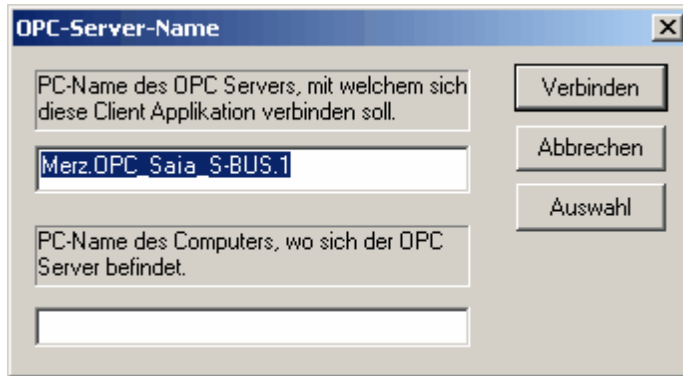 OPC-Server-Name
PC-Name des OPC Servers, mit welchem sich
diese Client Applikation verbinden soll.
Verbinden
Merz.OPC_Saia_S-BUS.1
Abbrechen
Auswahl
PC-Name des Computers, wo sich der OPC
Server befindet.